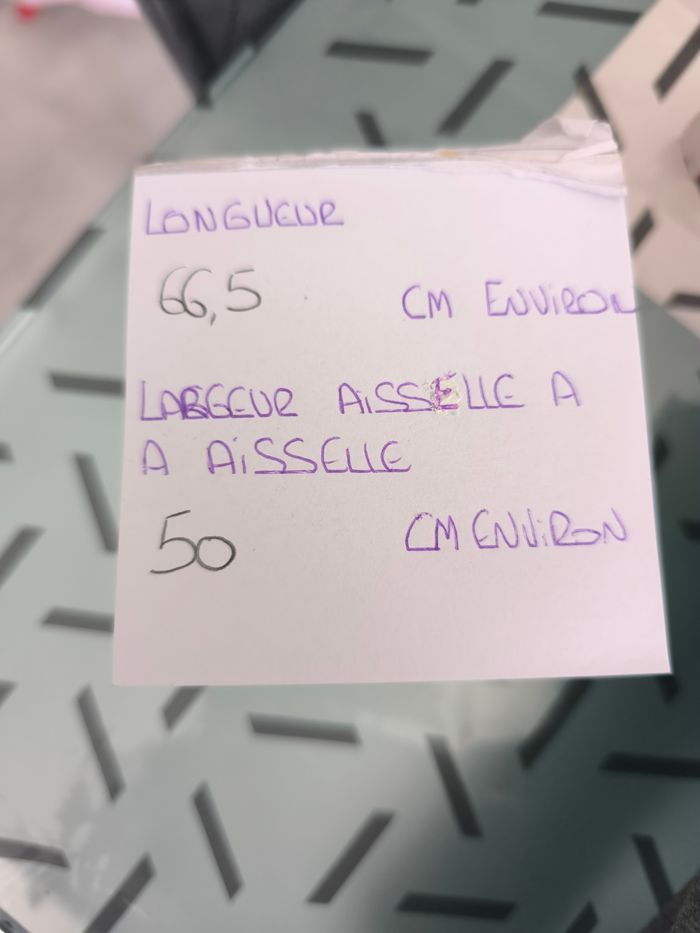 LONGUEUR
66,5 CM ENVIRON
LARGEUR AiSSELLE A
A AiSSELLE
50 CM ENViRON